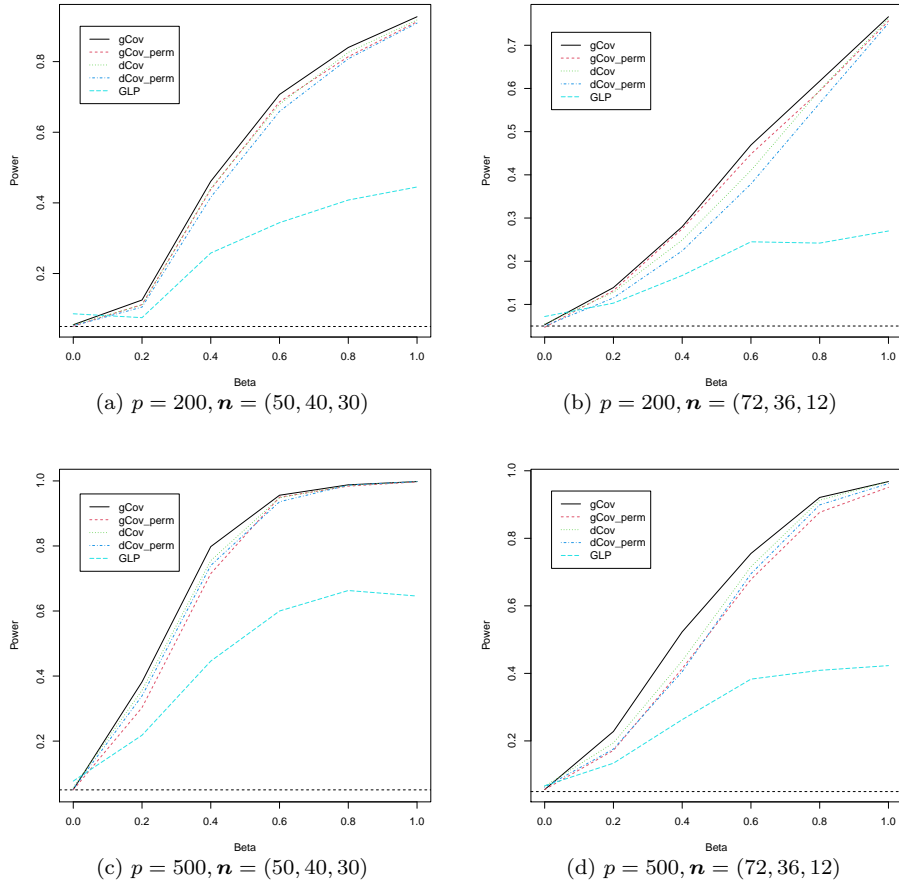 gCov
gCov_perm
dCov
dCov_perm
GLP
Power
0.2 0.4 0.6 0.8
0.0 0.2 0.4 0.6 0.8 1.0
Beta
(a) p = 200, n = (50, 40, 30)
gCov
gCov_perm
dCov
dCov_perm
GLP
Power
0.1 0.2 0.3 0.4 0.5 0.6 0.7
0.0 0.2 0.4 0.6 0.8 1.0
Beta
(b) p = 200, n = (72, 36, 12)
gCov
gCov_perm
dCov
dCov_perm
GLP
Power
0.2 0.4 0.6 0.8 1.0
0.0 0.2 0.4 0.6 0.8 1.0
Beta
(c) p = 500, n = (50, 40, 30)
gCov
gCov_perm
dCov
dCov_perm
GLP
Power
0.2 0.4 0.6 0.8 1.0
0.0 0.2 0.4 0.6 0.8 1.0
Beta
(d) p = 500, n = (72, 36, 12)